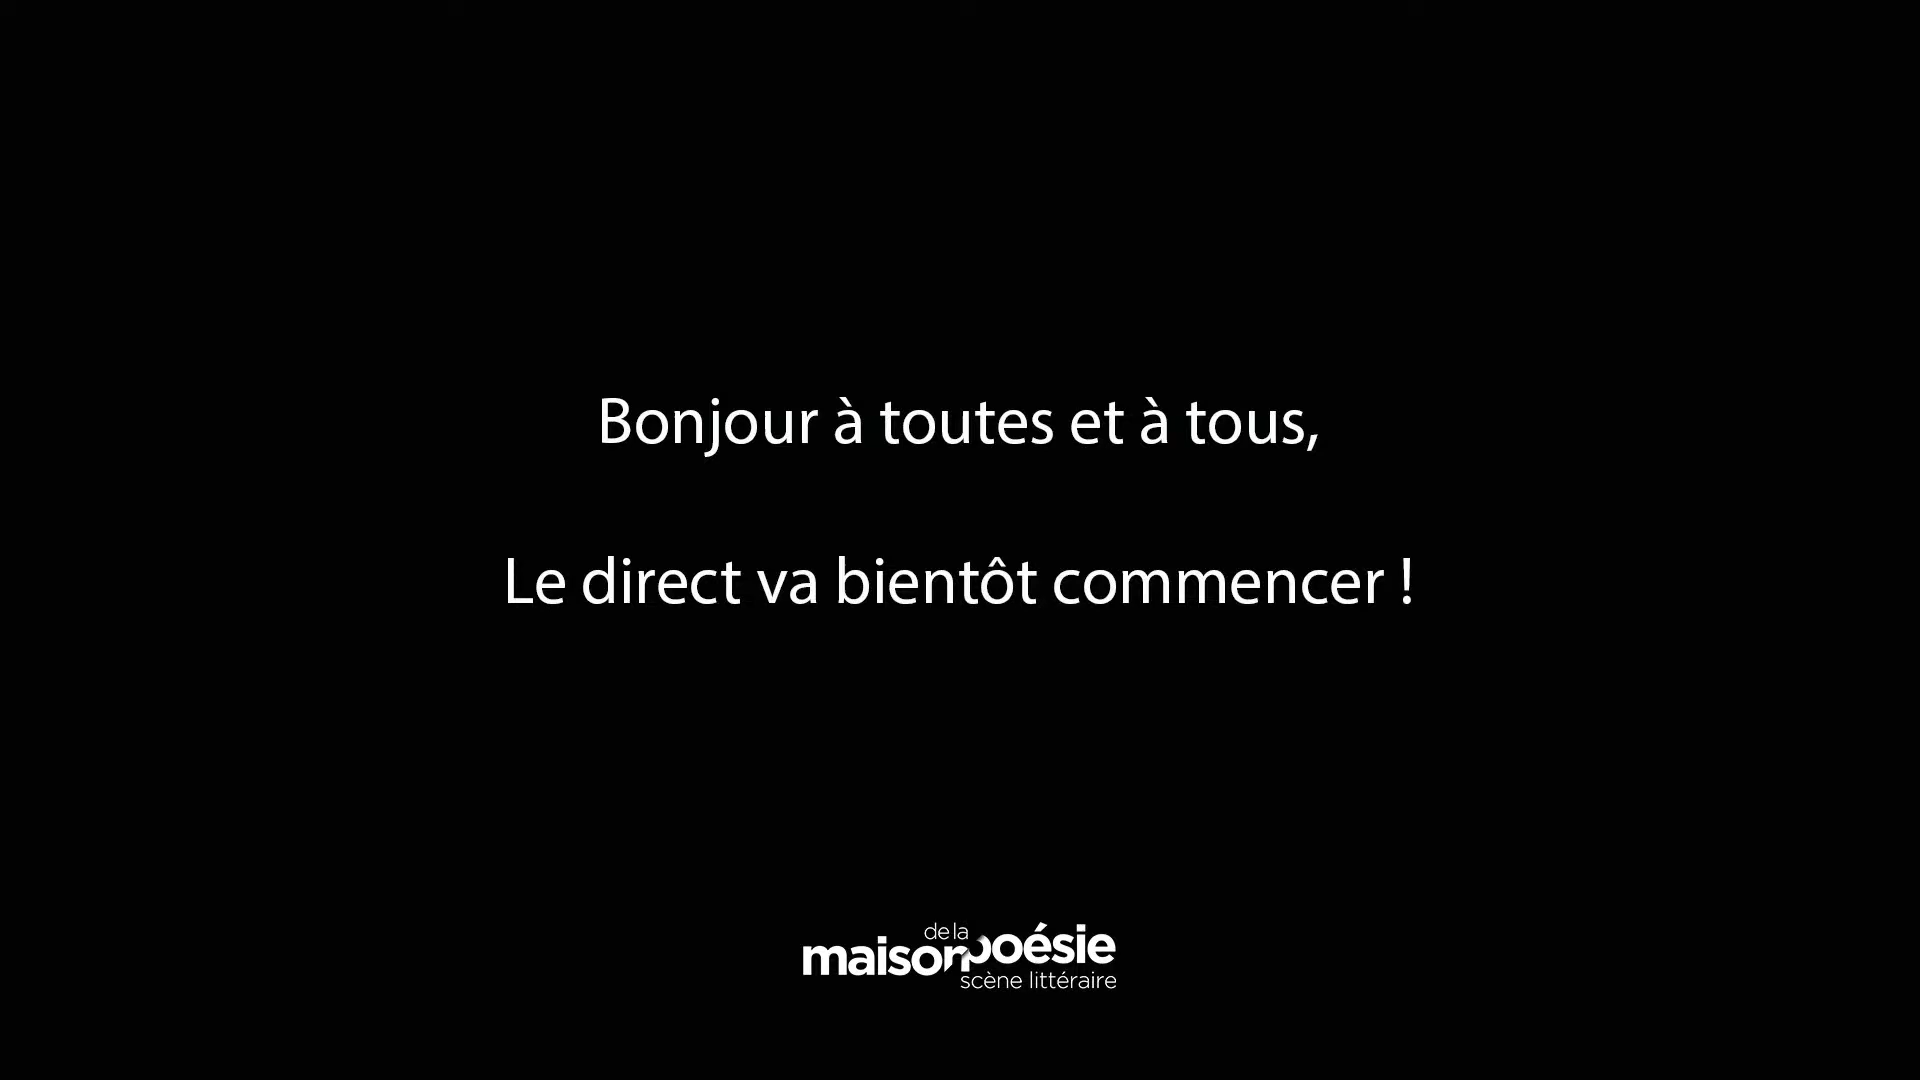 Bonjour à toutes et à tous,
Le direct va bientôt commencer !
maison de la poésie
scène littéraire